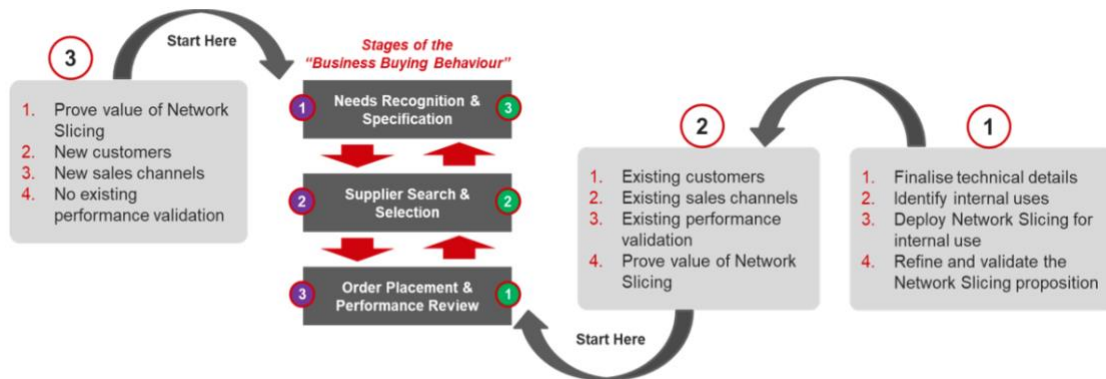 3
Start Here
1. Prove value of Network
Slicing
2. New customers
3. New sales channels
4. No existing
performance validation
Stages of the
“Business Buying Behaviour”
1
Needs Recognition &
Specification
3
2
Supplier Search &
Selection
2
3
Order Placement &
Performance Review
1
Start Here
2
1. Existing customers
2. Existing sales channels
3. Existing performance
validation
4. Prove value of Network
Slicing
1
1. Finalise technical details
2. Identify internal uses
3. Deploy Network Slicing for
internal use
4. Refine and validate the
Network Slicing proposition